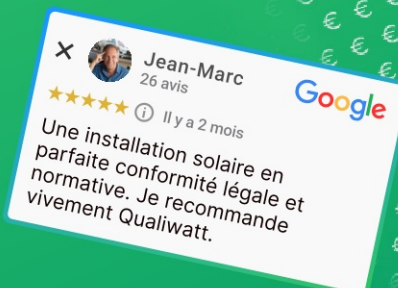 Jean-Marc
26 avis
Google
Il y a 2 mois
Une installation solaire en
parfaite conformité légale et
normative. Je recommande
vivement Qualiwatt.